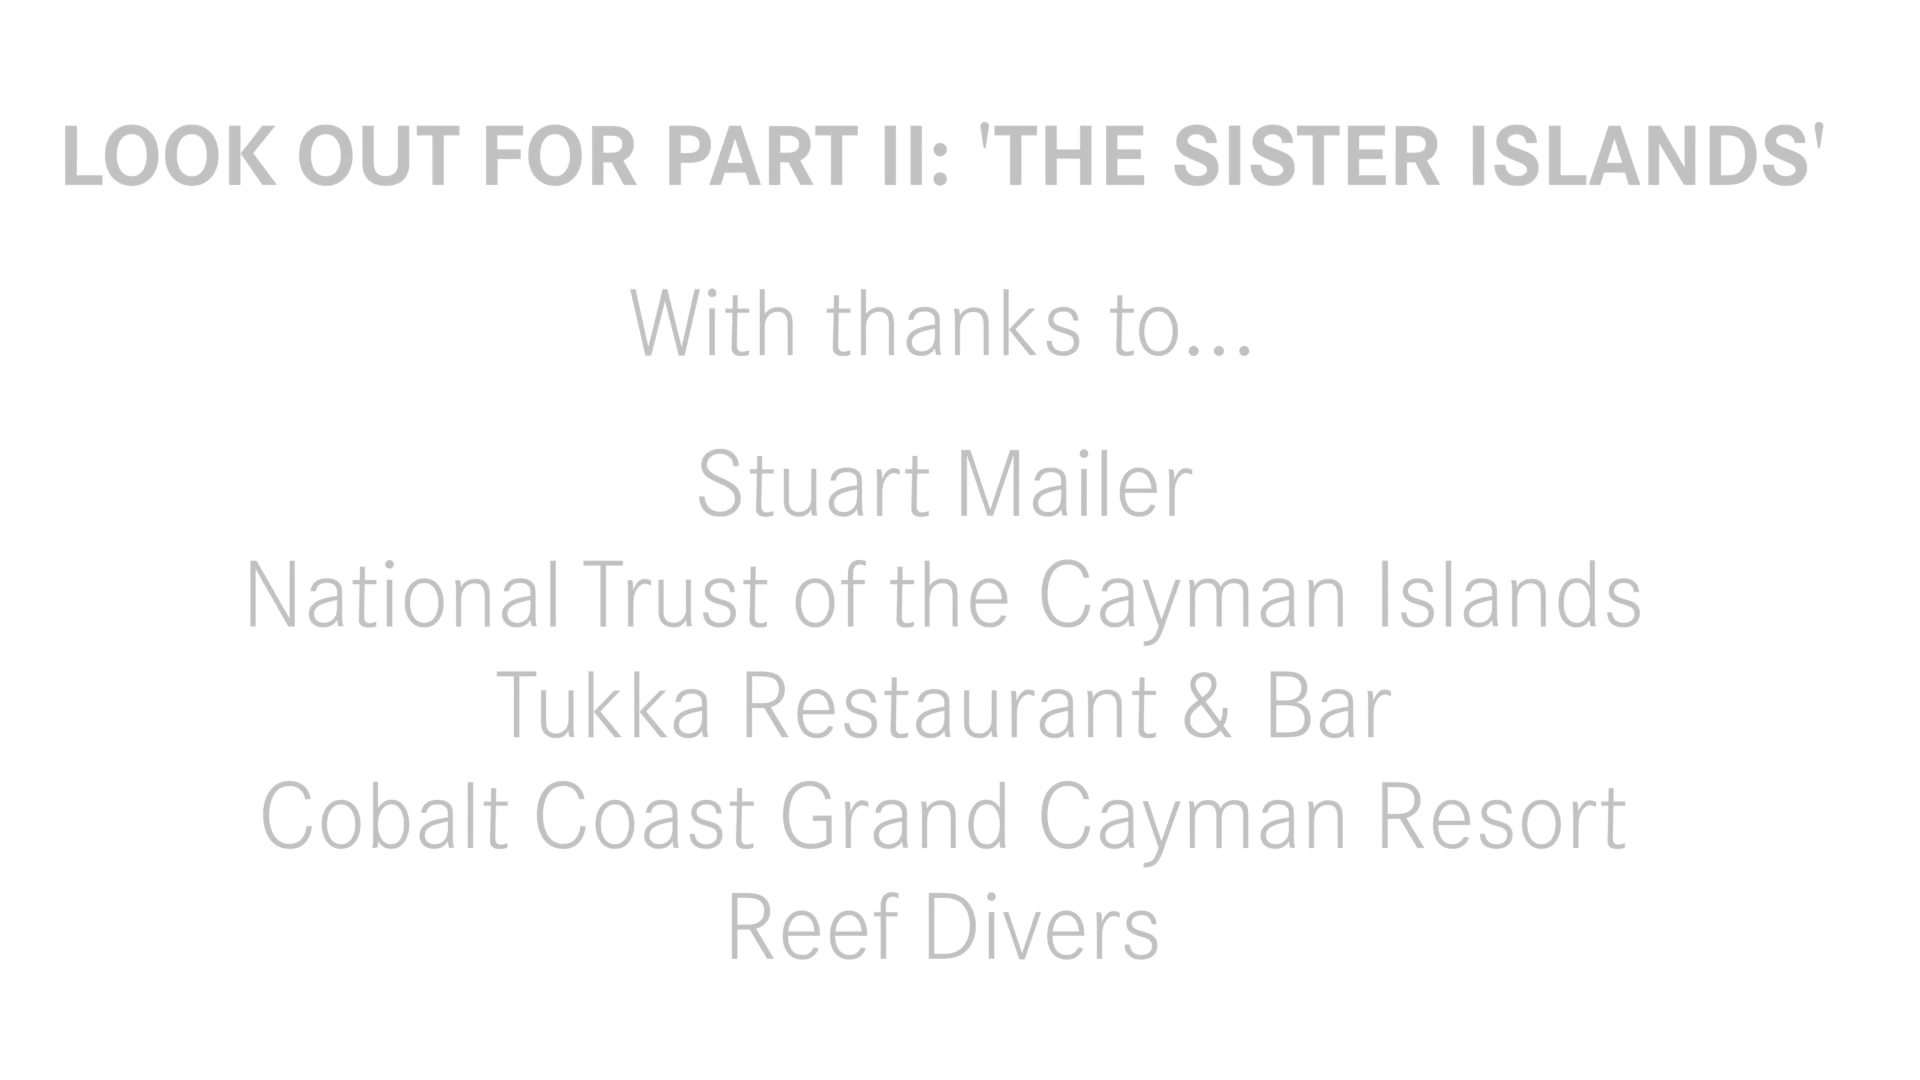 LOOK OUT FOR PART II: 'THE SISTER ISLANDS'
With thanks to...
Stuart Mailer
National Trust of the Cayman Islands
Tukka Restaurant & Bar
Cobalt Coast Grand Cayman Resort
Reef Divers